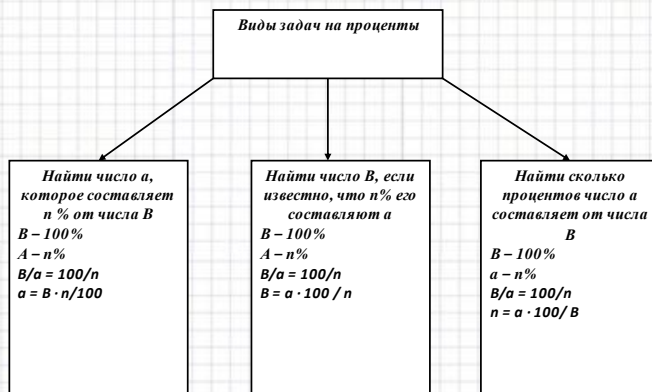 Виды задач на проценты
Найти число a,
которое составляет
n % от числа B
B – 100%
A – n%
B/a = 100/n
a = B · n/100
Найти число B, если
известно, что n% его
составляют a
B – 100%
A – n%
B/a = 100/n
B = a · 100 / n
Найти сколько
процентов число a
составляет от числа
B
B – 100%
a – n%
B/a = 100/n
n = a · 100/ B